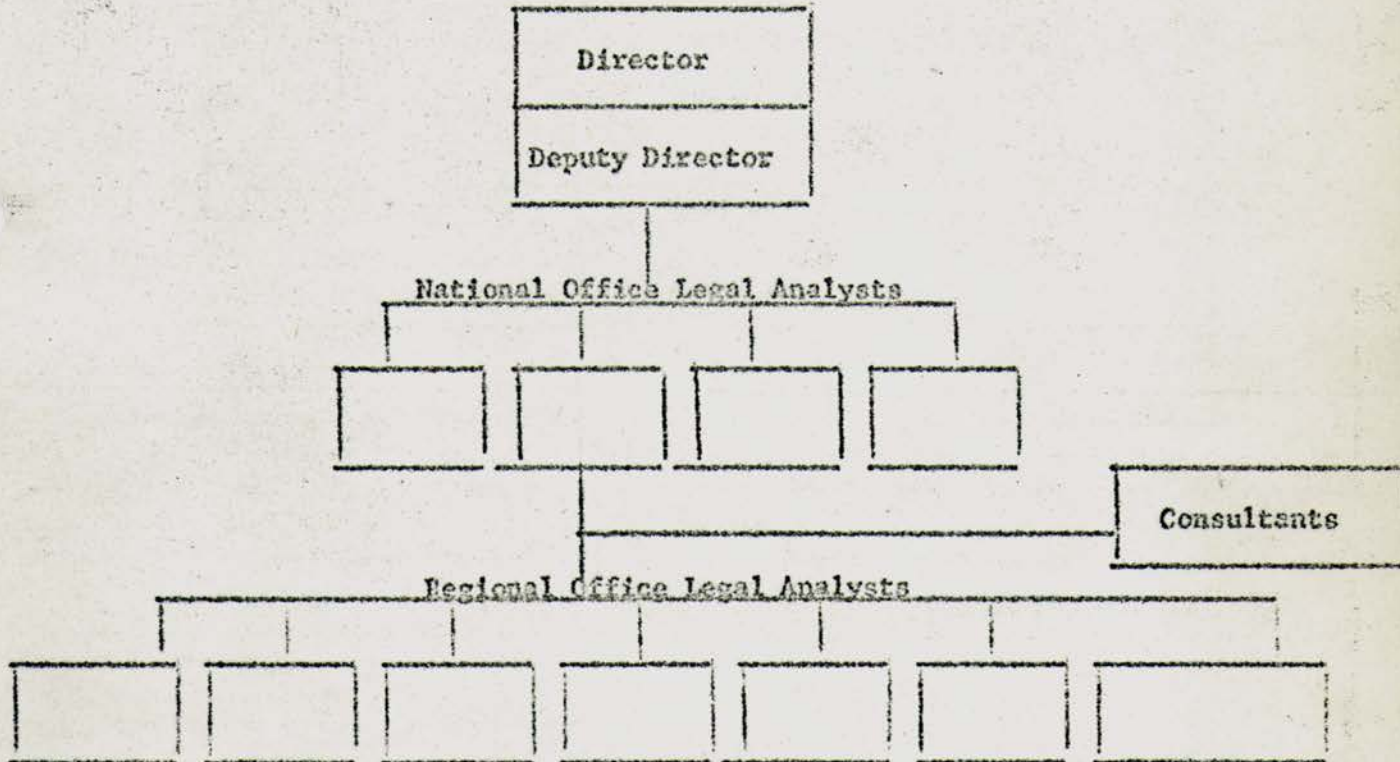 Director
Deputy Director
National Office Legal Analysts
Consultants
Regional Office Legal Analysts